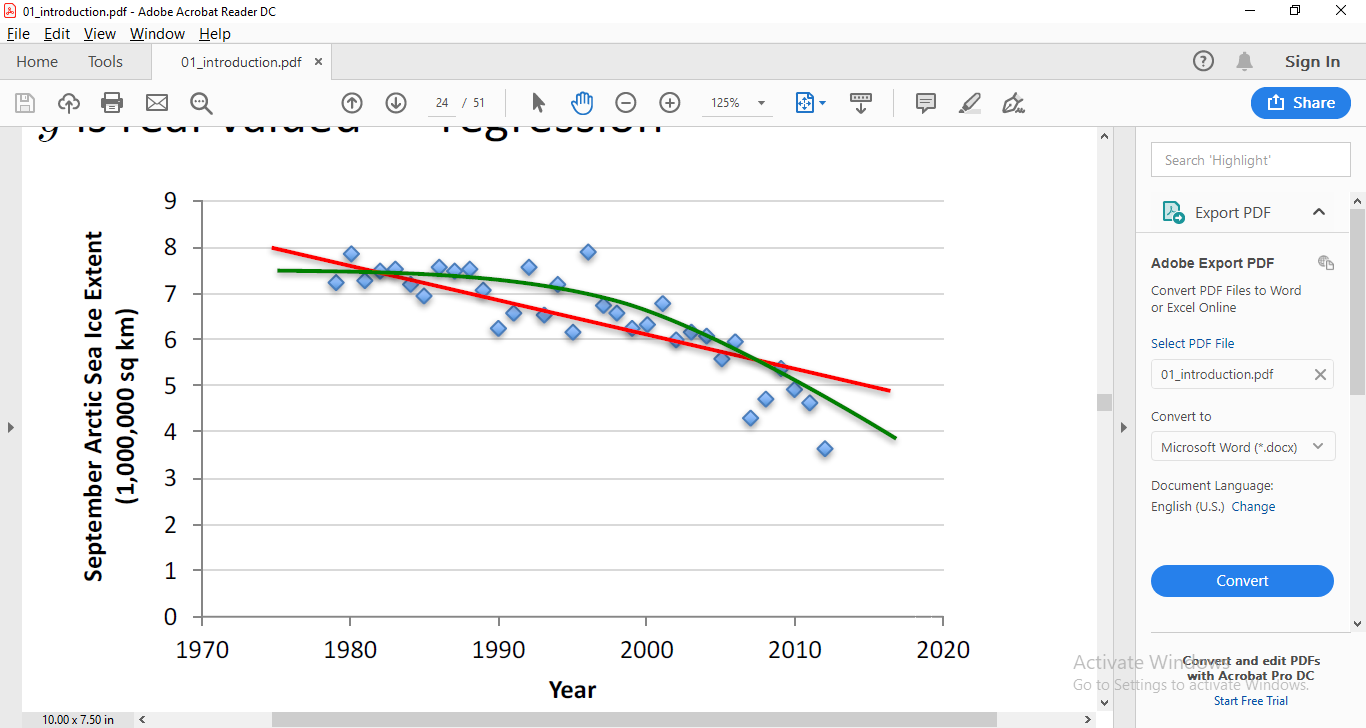 01_introduction.pdf - Adobe Acrobat Reader DC
File Edit View Window Help
Home Tools 01_introduction.pdf × Sign In
24 / 51 125% Share
y is real-valued regression
Search 'Highlight'
Export PDF
Adobe Export PDF
Convert PDF Files to Word
or Excel Online
Select PDF File
01_introduction.pdf
Convert to
Microsoft Word (*.docx)
Document Language:
English (U.S.) Change
Convert
Convert and edit PDFs
with Acrobat Pro DC
Start Free Trial
September Arctic Sea Ice Extent
(1,000,000 sq km)
9
8
7
6
5
4
3
2
1
0
1970 1980 1990 2000 2010 2020
Year
Activate Windows
Go to Settings to activate Windows.
10.00 x 7.50 in